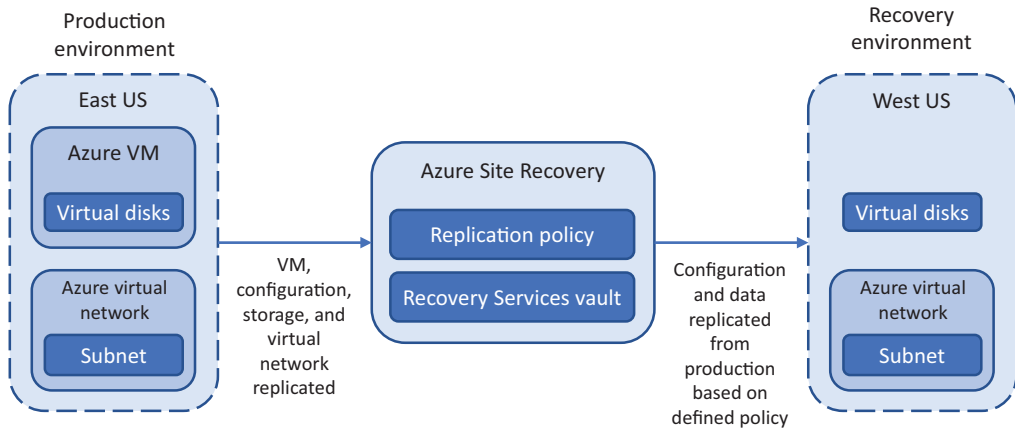 Production
environment
East US
Azure VM
Virtual disks
Azure virtual
network
Subnet
VM,
configuration,
storage, and
virtual
network
replicated
Azure Site Recovery
Replication policy
Recovery Services vault
Configuration
and data
replicated
from
production
based on
defined policy
Recovery
environment
West US
Virtual disks
Azure virtual
network
Subnet